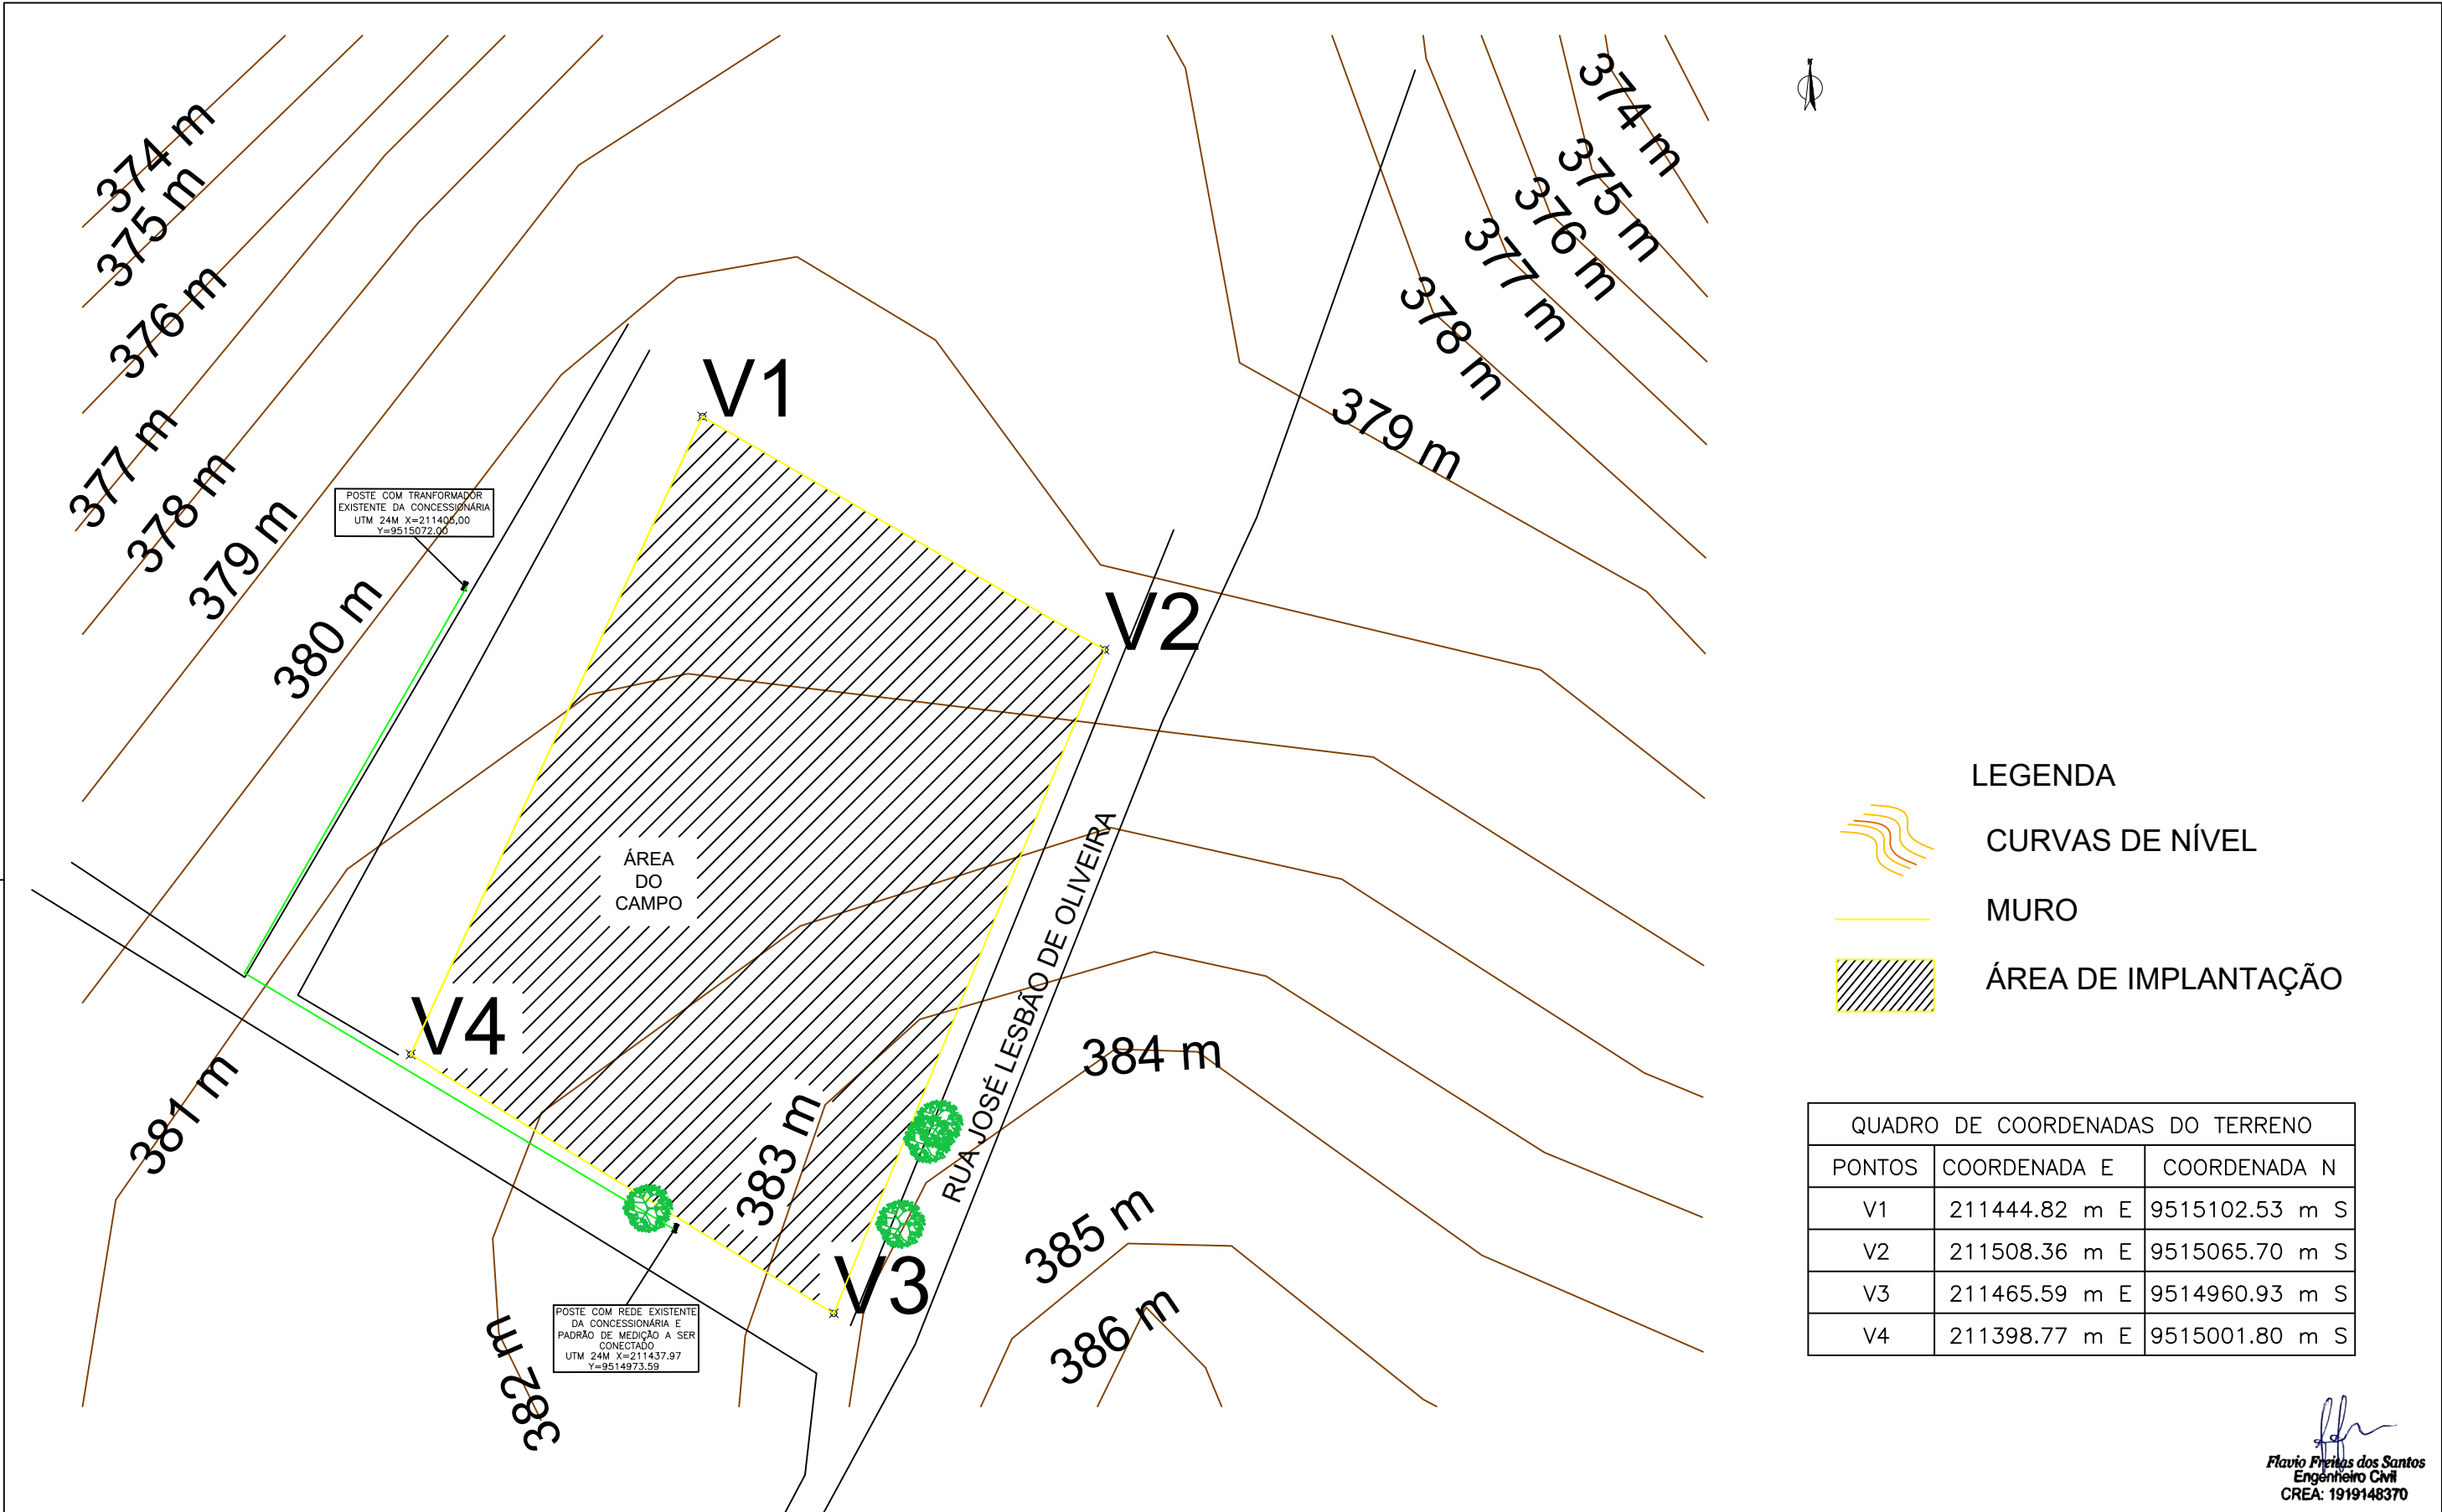 374 m
375 m
376 m
377 m
378 m
379 m
380 m
381 m
382 m
383 m
384 m
385 m
386 m
374 m
375 m
376 m
377 m
378 m
379 m
N
V1
V2
V3
V4
POSTE COM TRANFORMADOR
EXISTENTE DA CONCESSIONÁRIA
UTM 24M X=211405,00
Y=9515072.00
ÁREA
DO
CAMPO
RUA JOSÉ LESBÃO DE OLIVEIRA
POSTE COM REDE EXISTENTE
DA CONCESSIONÁRIA E
PADRÃO DE MEDIÇÃO A SER
CONECTADO
UTM 24M X=211437.97
Y=9514973.59
LEGENDA
CURVAS DE NÍVEL
MURO
ÁREA DE IMPLANTAÇÃO
QUADRO DE COORDENADAS DO TERRENO
PONTOS COORDENADA E COORDENADA N
V1 211444.82 m E 9515102.53 m S
V2 211508.36 m E 9515065.70 m S
V3 211465.59 m E 9514960.93 m S
V4 211398.77 m E 9515001.80 m S
Flavio Freitas dos Santos
Engenheiro Civil
CREA: 1919148370